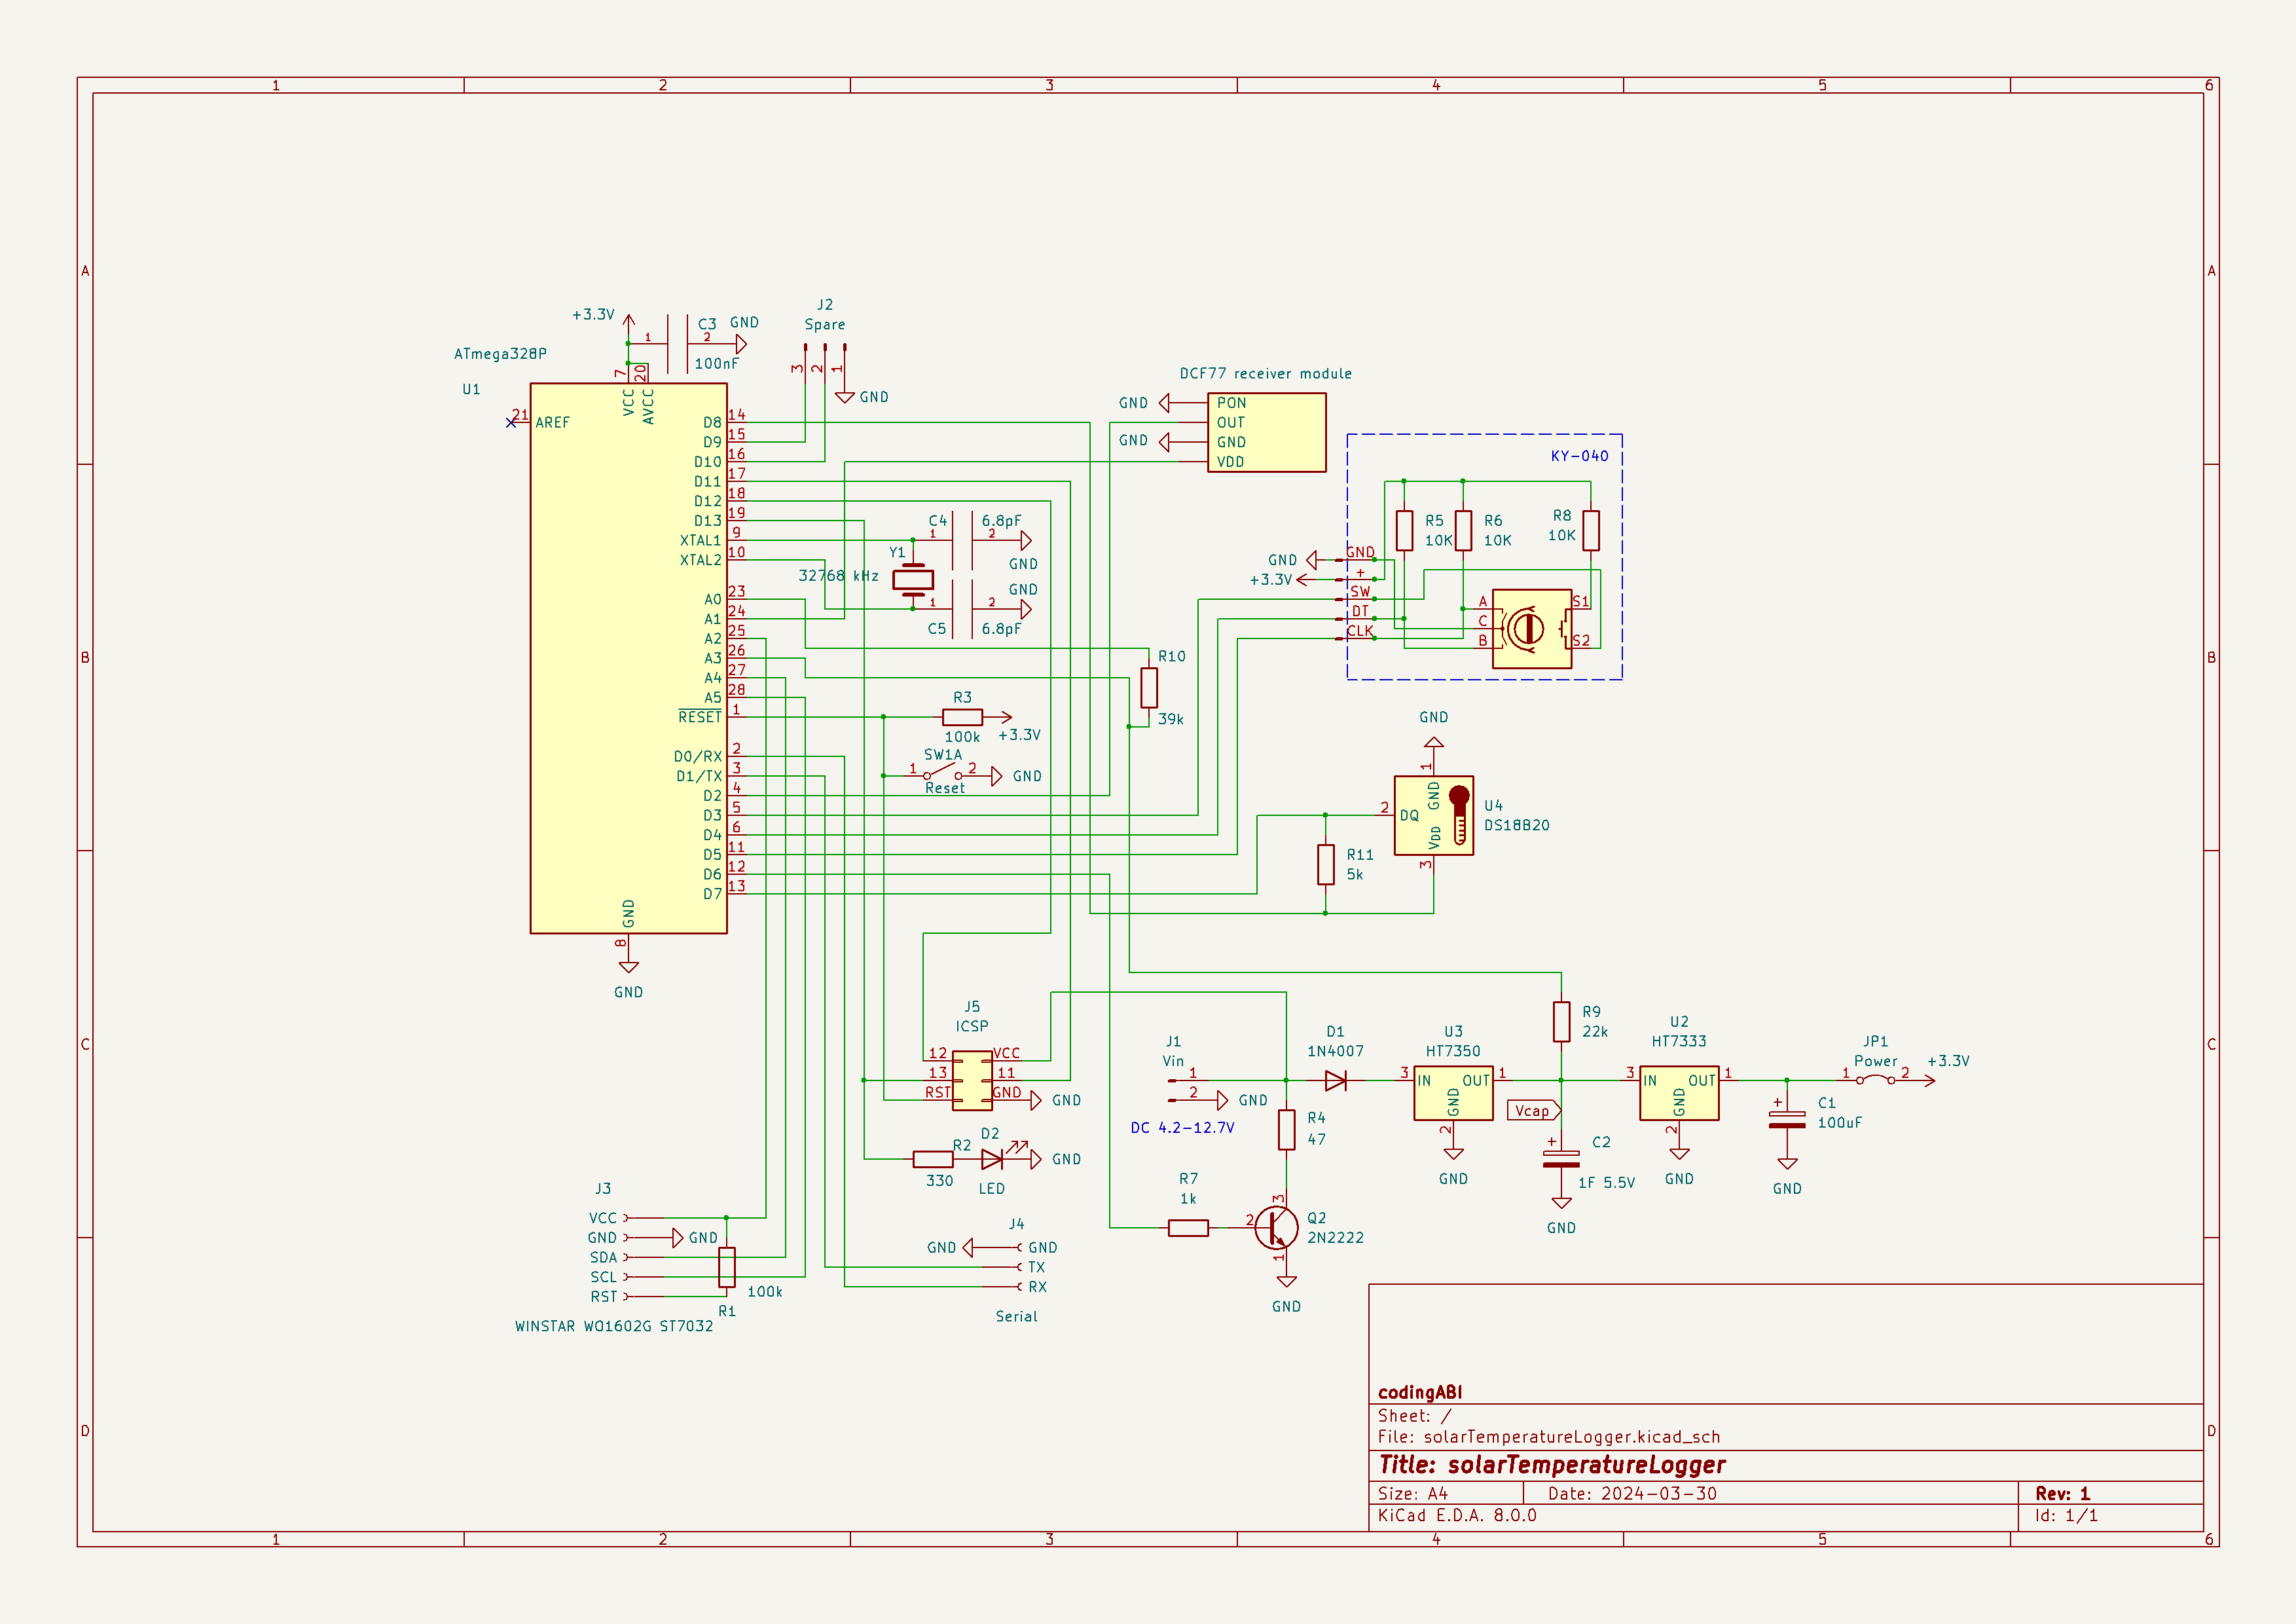 1 2 3 4 5 6
A
B
C
D
A
B
C
D
+3.3V
1
C3
2
GND
100nF
ATmega328P
U1
7
20
VCC
AVCC
21
AREF
D8 14
D9 15
D10 16
D11 17
D12 18
D13 19
XTAL1 9
XTAL2 10
A0 23
A1 24
A2 25
A3 26
A4 27
A5 28
RESET 1
D0/RX 2
D1/TX 3
D2 4
D3 5
D4 6
D5 11
D6 12
D7 13
GND
8
GND
J2
Spare
3 2 1
GND
DCF77 receiver module
GND PON
OUT
GND GND
VDD
KY-040
R5
10K
R6
10K
R8
10K
GND GND
+3.3V +
SW
DT
CLK
A
C
B
S1
S2
C4
6.8pF
1
2
GND
Y1
32768 kHz
GND
1
2
C5
6.8pF
R10
39k
R3
100k
+3.3V
SW1A
1
2
GND
Reset
GND
1
GND
2
DQ
VDD
3
U4
DS18B20
R11
5k
J5
ICSP
12 VCC
13 11
RST GND
GND
R2
330
D2
LED
GND
J3
VCC
GND
GND
SDA
SCL
RST
100k
R1
WINSTAR WO1602G ST7032
J4
GND GND
TX
RX
Serial
J1
Vin
1
2
GND
DC 4.2-12.7V
D1
1N4007
R4
47
R7
1k
2
3
1
Q2
2N2222
GND
U3
HT7350
3 IN OUT 1
GND
2
GND
R9
22k
Vcap
+
C2
1F 5.5V
GND
U2
HT7333
3 IN OUT 1
GND
2
GND
+
C1
100uF
GND
JP1
Power
1
2
+3.3V
codingABI
Sheet: /
File: solarTemperatureLogger.kicad_sch
Title: solarTemperatureLogger
Size: A4
Date: 2024-03-30
Rev: 1
KiCad E.D.A. 8.0.0
Id: 1/1
1 2 3 4 5 6